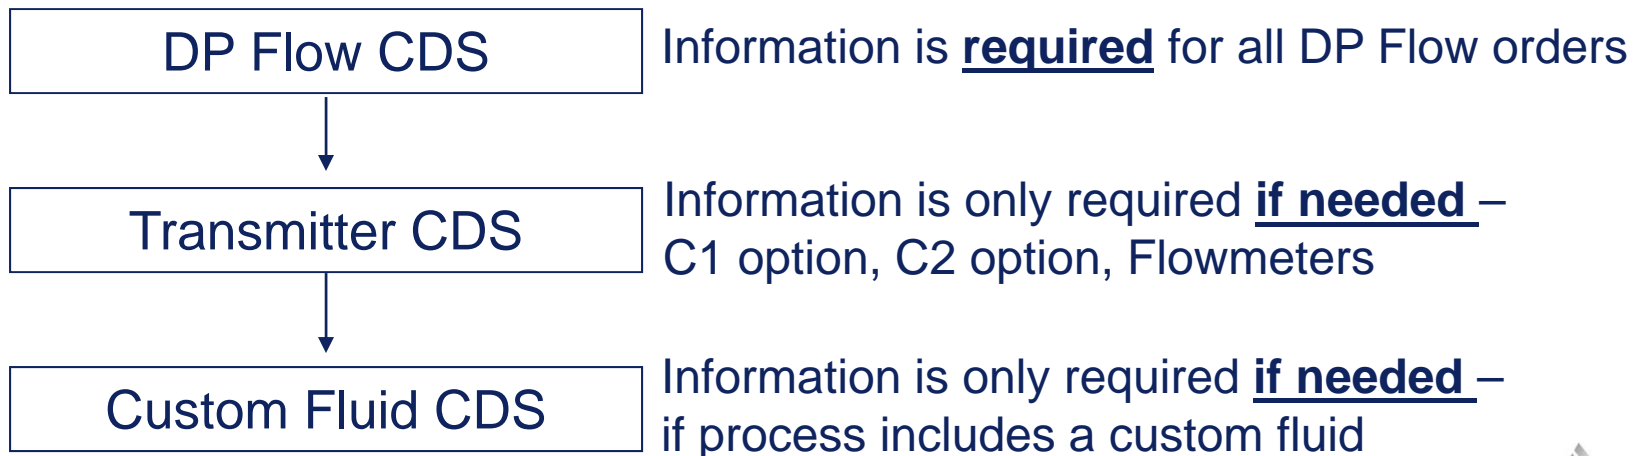 DP Flow CDS
Information is required for all DP Flow orders
Transmitter CDS
Information is only required if needed –
C1 option, C2 option, Flowmeters
Custom Fluid CDS
Information is only required if needed –
if process includes a custom fluid